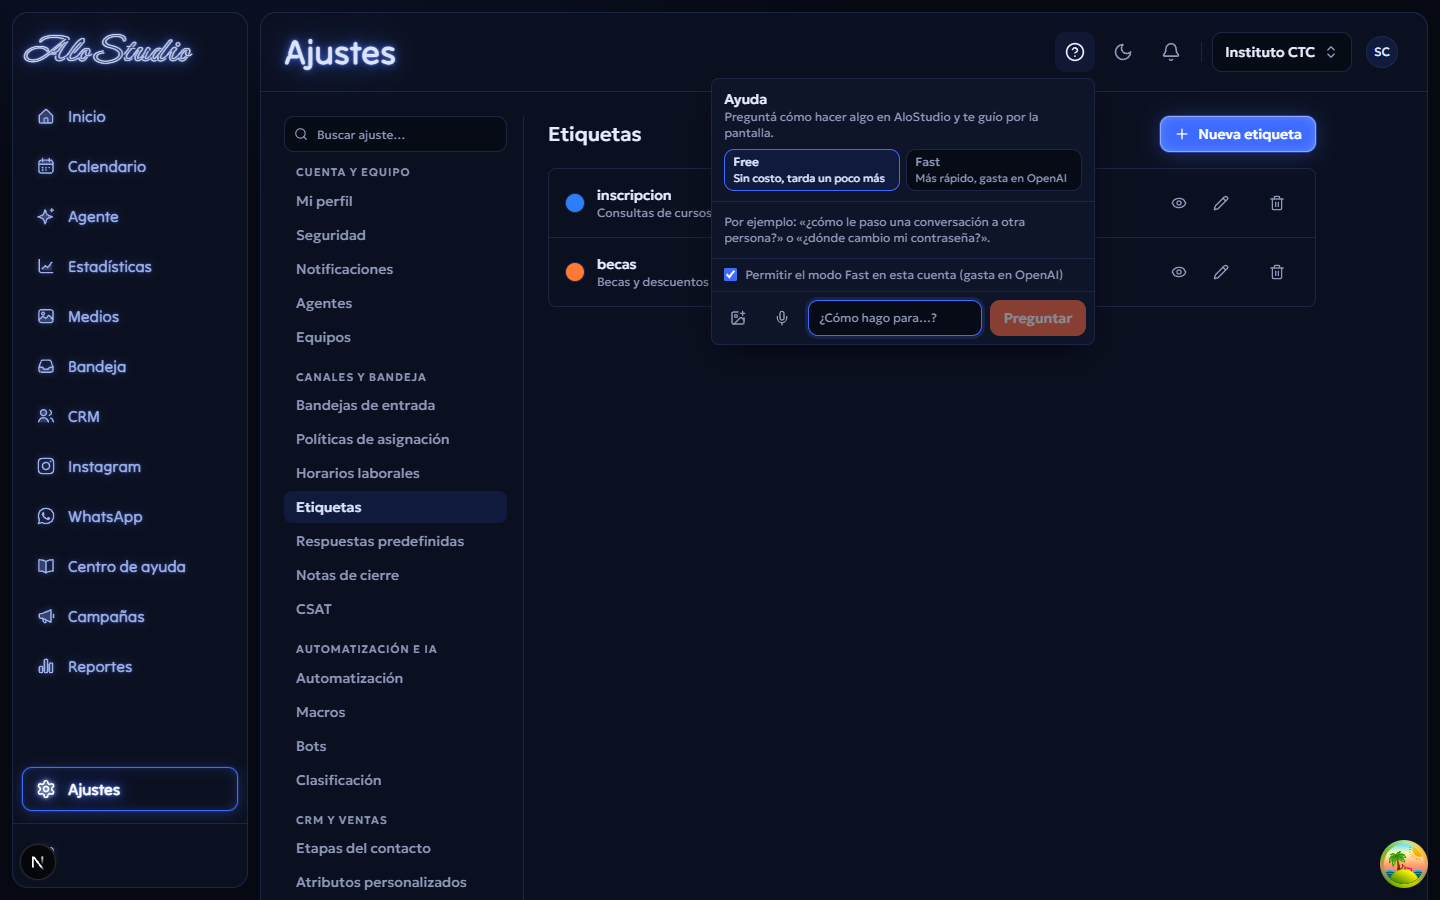 AloStudio
Inicio
Calendario
Agente
Estadísticas
Medios
Bandeja
CRM
Instagram
WhatsApp
Centro de ayuda
Campañas
Reportes
Ajustes
N
Ajustes
Instituto CTC
SC
Buscar ajuste...
CUENTA Y EQUIPO
Mi perfil
Seguridad
Notificaciones
Agentes
Equipos
CANALES Y BANDEJA
Bandejas de entrada
Políticas de asignación
Horarios laborales
Etiquetas
Respuestas predefinidas
Notas de cierre
CSAT
AUTOMATIZACIÓN E IA
Automatización
Macros
Bots
Clasificación
CRM Y VENTAS
Etapas del contacto
Atributos personalizados
Etiquetas
Nueva etiqueta
inscripcion
Consultas de cursos
becas
Becas y descuentos
Ayuda
Preguntá cómo hacer algo en AloStudio y te guío por la
pantalla.
Free
Sin costo, tarda un poco más
Fast
Más rápido, gasta en OpenAI
Por ejemplo: «¿cómo le paso una conversación a otra
persona?» o «¿dónde cambio mi contraseña?».
Permitir el modo Fast en esta cuenta (gasta en OpenAI)
¿Cómo hago para...?
Preguntar